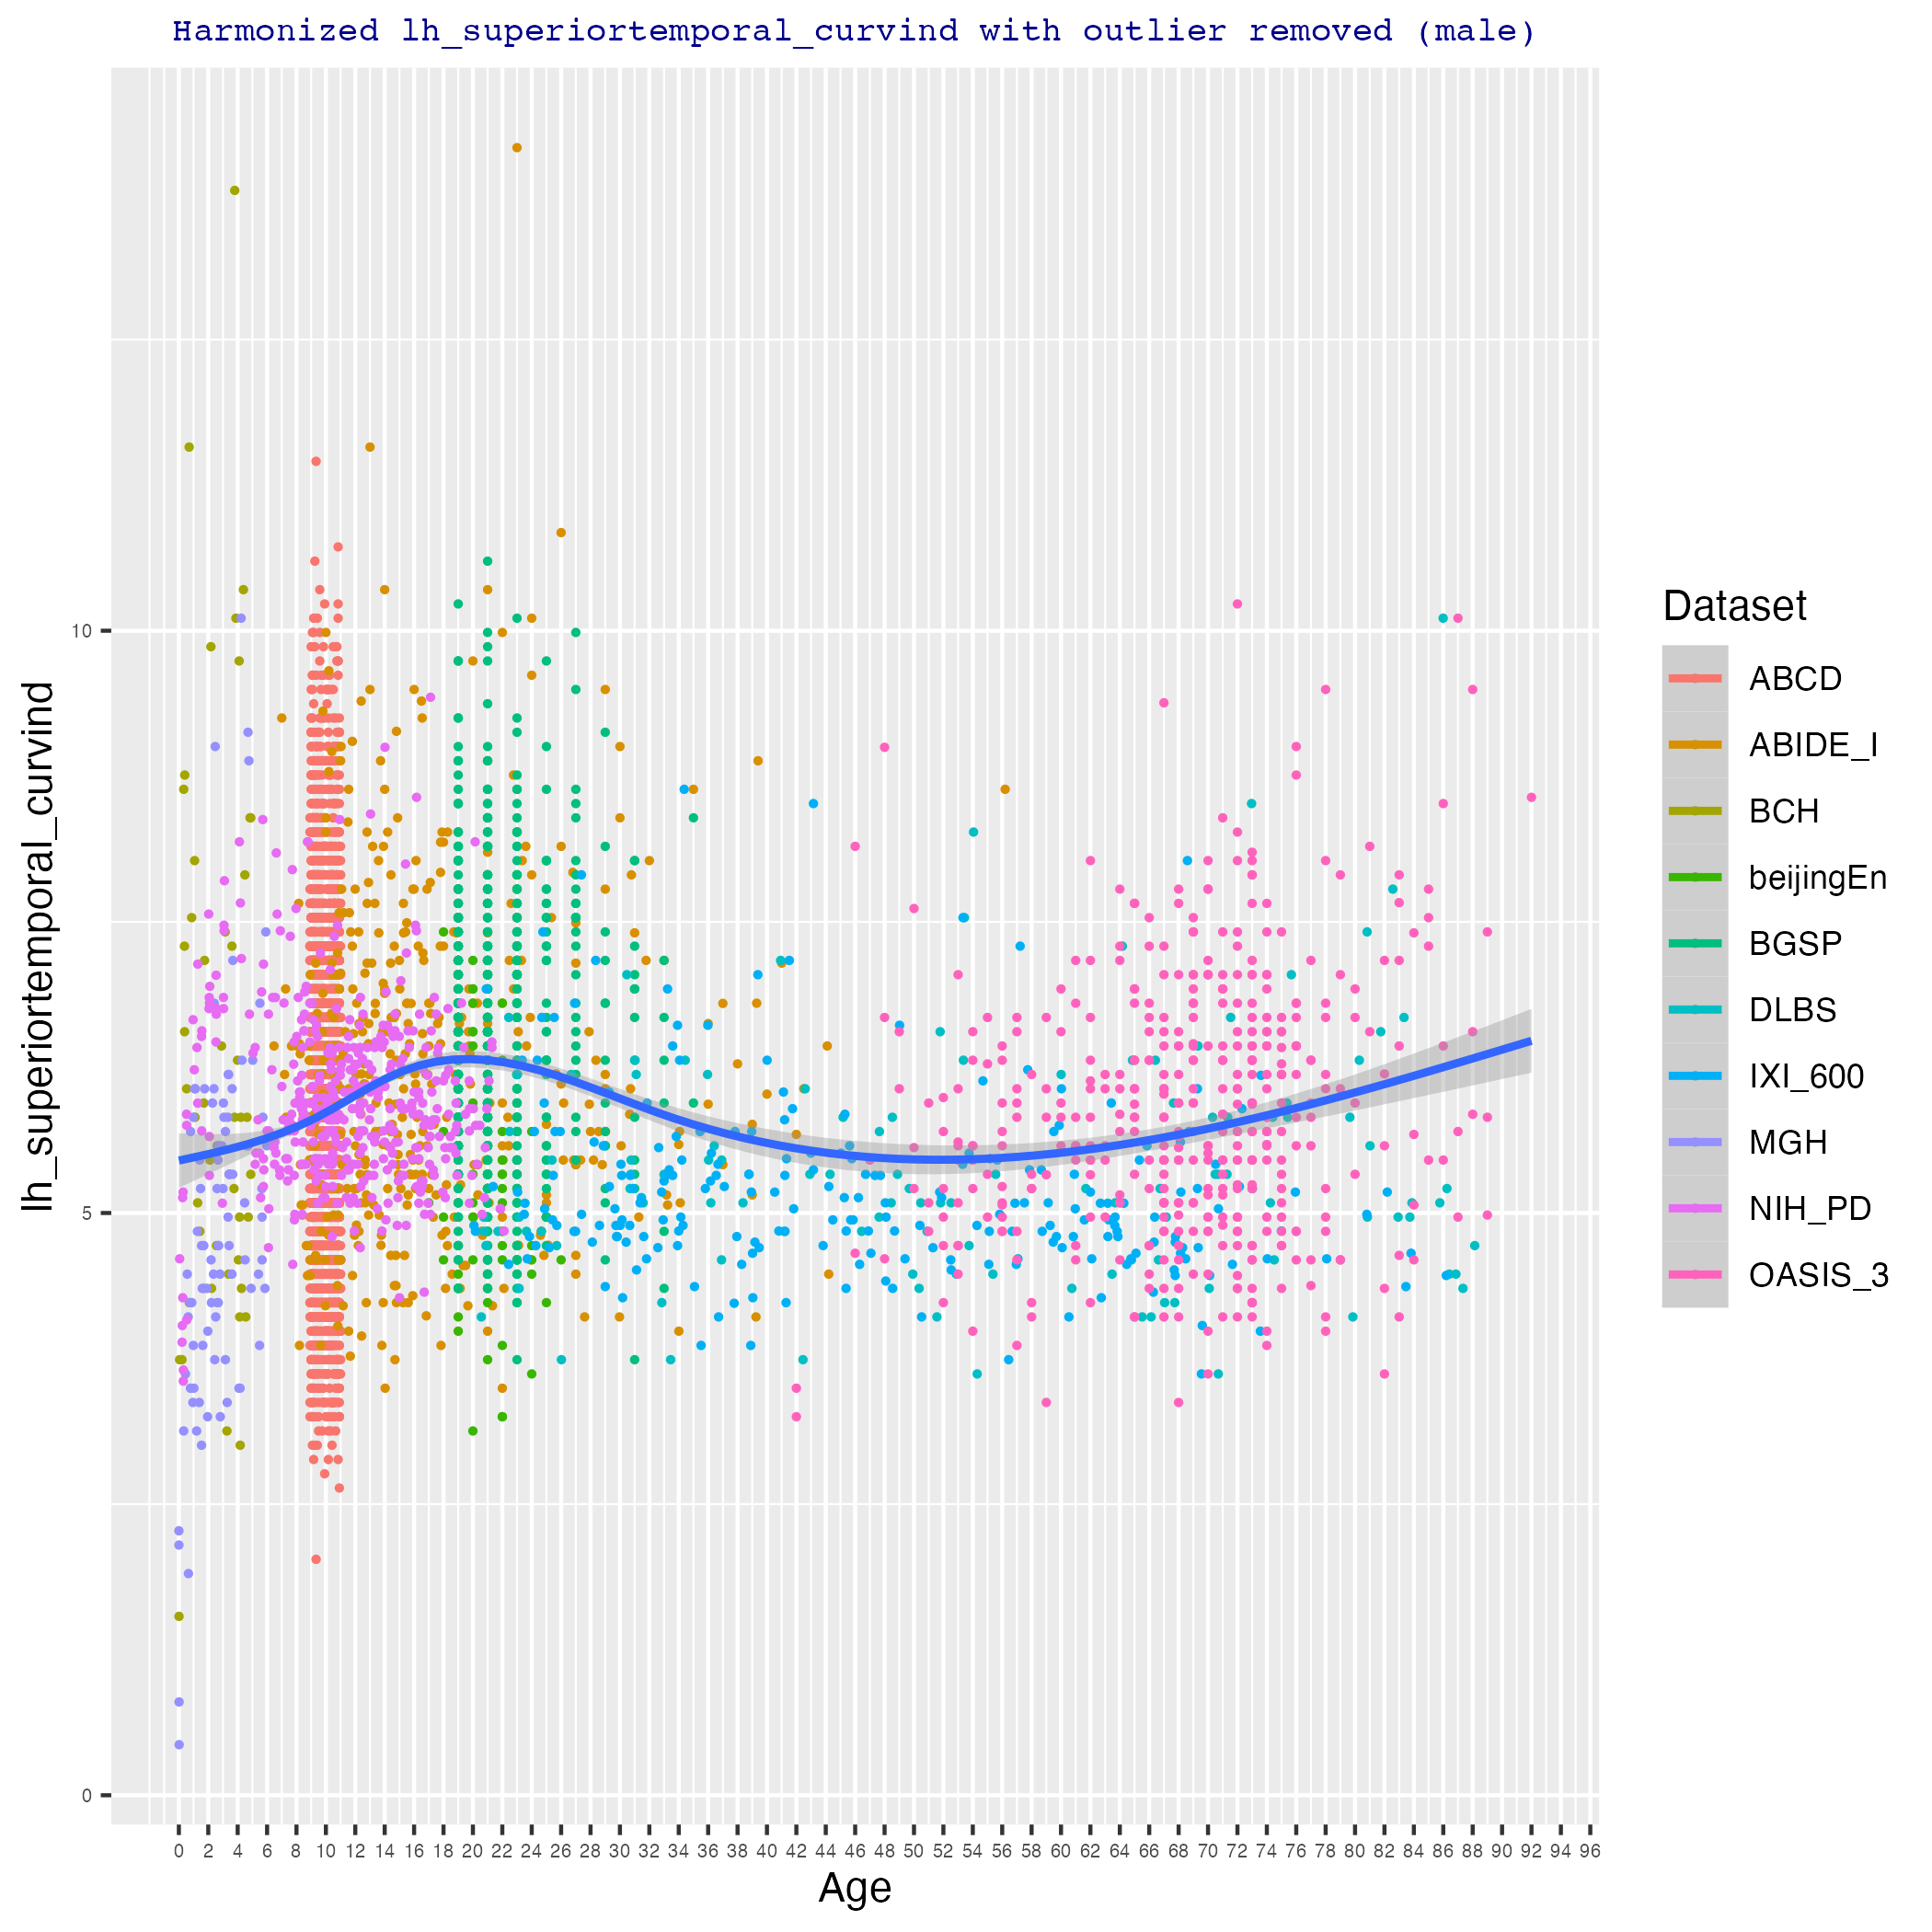 Harmonized lh_superiortemporal_curvind with outlier removed (male)
lh_superiortemporal_curvind
10
5
0
0 2 4 6 8 10 12 14 16 18 20 22 24 26 28 30 32 34 36 38 40 42 44 46 48 50 52 54 56 58 60 62 64 66 68 70 72 74 76 78 80 82 84 86 88 90 92 94 96
Age
Dataset
ABCD
ABIDE_I
BCH
beijingEn
BGSP
DLBS
IXI_600
MGH
NIH_PD
OASIS_3